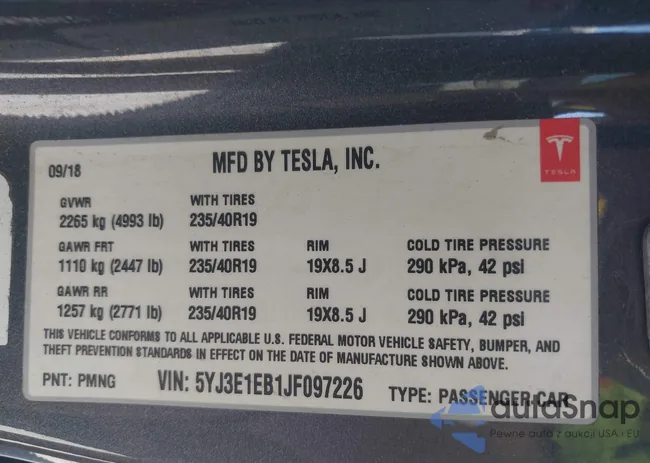 09/18
MFD BY TESLA, INC.
TESLA
GVWR WITH TIRES
2265 kg (4993 lb) 235/40R19
GAWR FRT WITH TIRES RIM COLD TIRE PRESSURE
1110 kg (2447 lb) 235/40R19 19X8.5 J 290 kPa, 42 psi
GAWR RR WITH TIRES RIM COLD TIRE PRESSURE
1257 kg (2771 lb) 235/40R19 19X8.5 J 290 kPa, 42 psi
THIS VEHICLE CONFORMS TO ALL APPLICABLE U.S. FEDERAL MOTOR VEHICLE SAFETY, BUMPER, AND
THEFT PREVENTION STANDARDS IN EFFECT ON THE DATE OF MANUFACTURE SHOWN ABOVE.
PNT: PMNG VIN: 5YJ3E1EB1JF097226 TYPE: PASSENGER CAR
autaSnap
Pewne auta z aukcji USA i EU